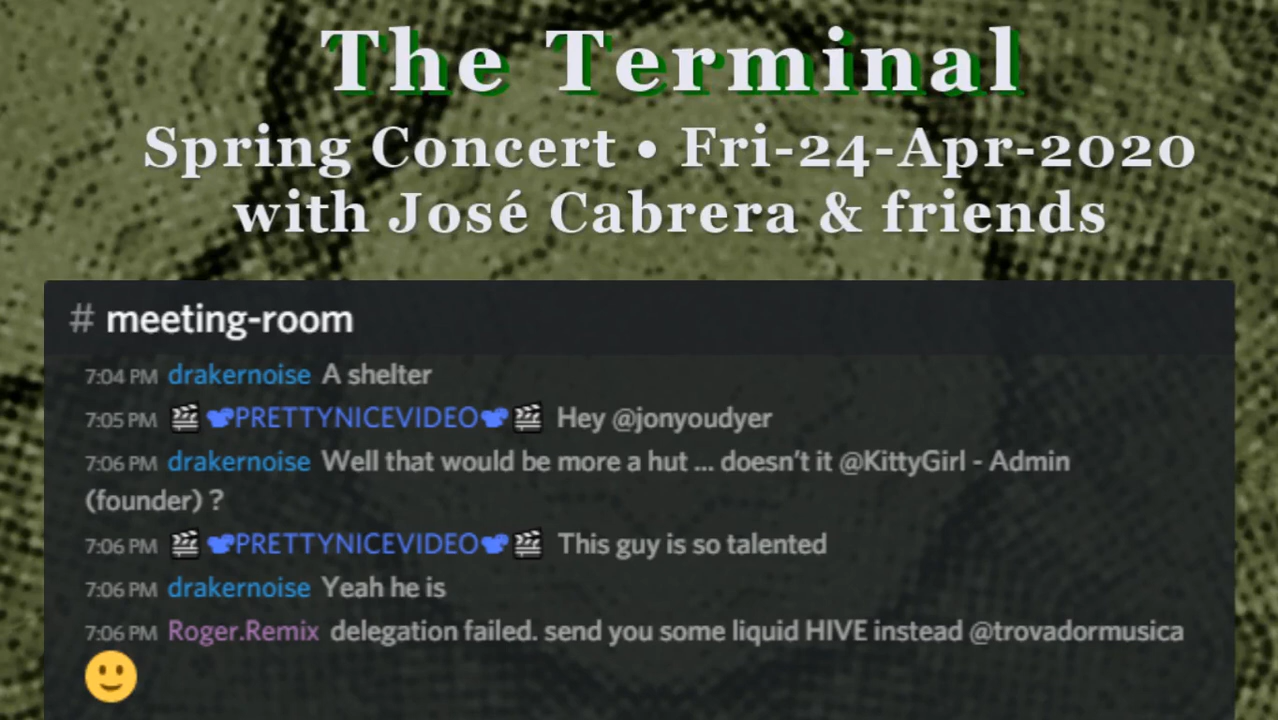 The Terminal
Spring Concert • Fri-24-Apr-2020
with José Cabrera & friends
# meeting-room
7:04 PM drakernoise A shelter
7:05 PM PRETTYNICEVIDEO Hey @jonyoudyer
7:06 PM drakernoise Well that would be more a hut ... doesn't it @KittyGirl - Admin
(founder) ?
7:06 PM PRETTYNICEVIDEO This guy is so talented
7:06 PM drakernoise Yeah he is
7:06 PM Roger.Remix delegation failed. send you some liquid HIVE instead @trovadormusica